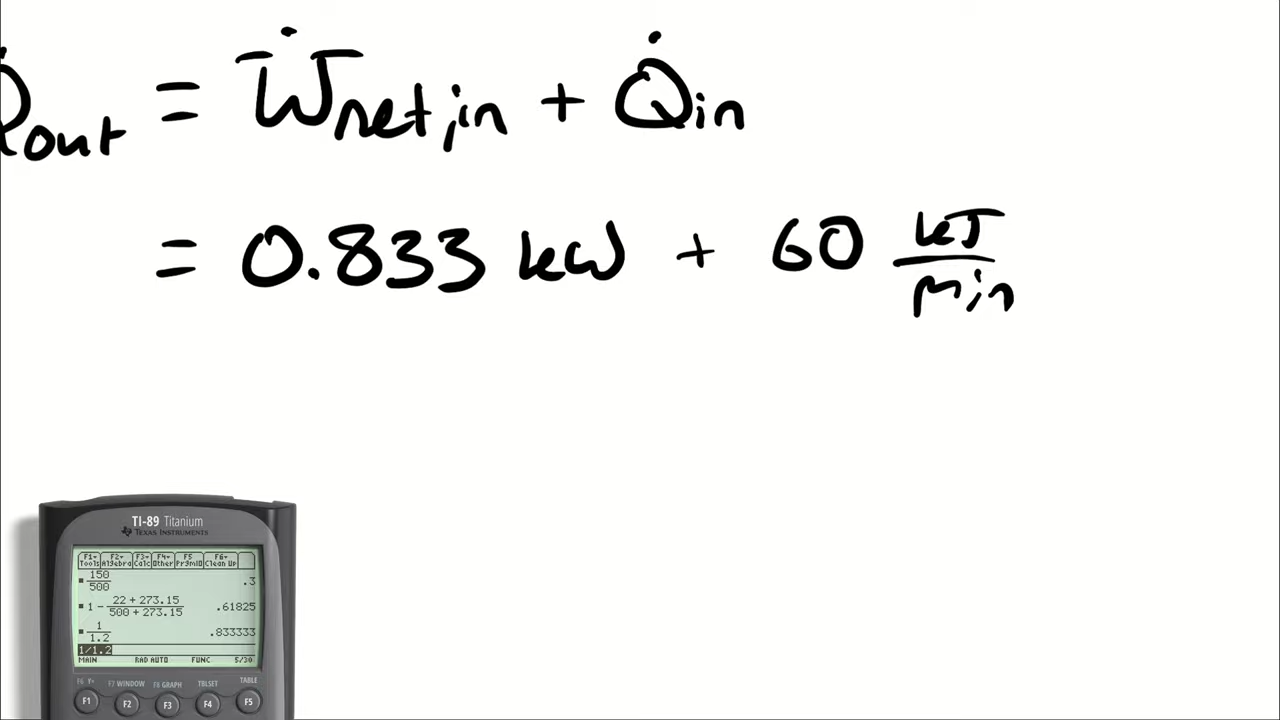 Q̇out = Ẇnet,in + Q̇in
= 0.833 kW + 60 kJ/min
TI-89 Titanium
TEXAS INSTRUMENTS
F1 F2 F3 F4 F5 F6
Tools Algebra Calc Other PrgmIO Clean Up
150/500 .3
1 - (22 + 273.15)/(500 + 273.15) .61825
1/1.2 .833333
1/1.2
MAIN RAD AUTO FUNC 5/30
F6 F7 WINDOW F8 GRAPH TBLSET TABLE
F1 F2 F3 F4 F5